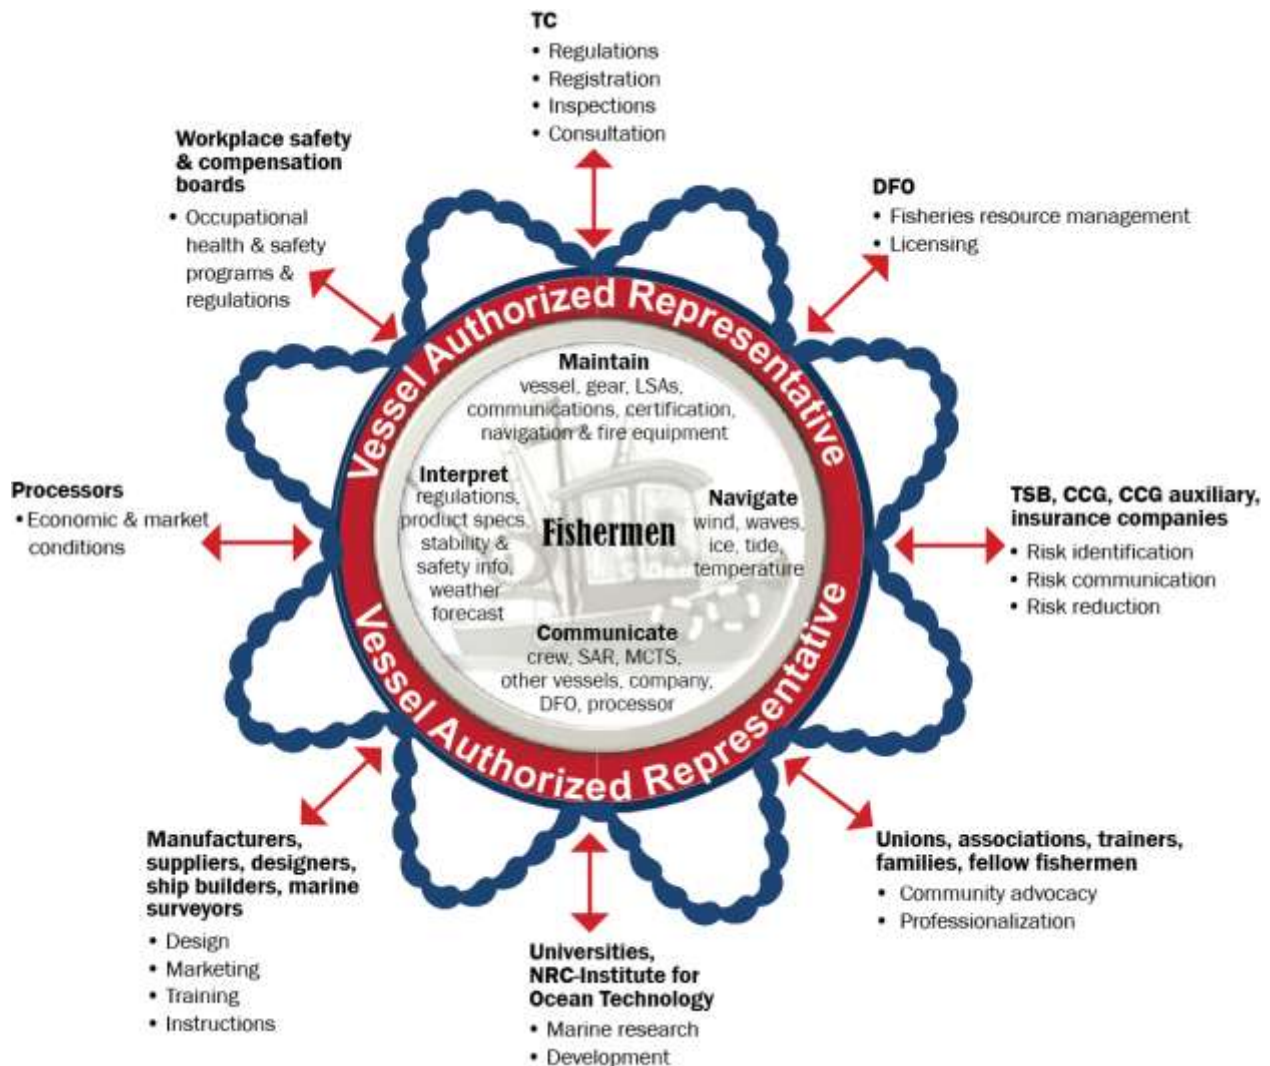 TC
• Regulations
• Registration
• Inspections
• Consultation
Workplace safety
& compensation
boards
• Occupational
health & safety
programs &
regulations
DFO
• Fisheries resource management
• Licensing
Vessel Authorized Representative
Maintain
vessel, gear, LSAs,
communications, certification,
navigation & fire equipment
Interpret
regulations,
product specs,
stability &
safety info,
weather
forecast
Fishermen
Navigate
wind, waves,
ice, tide,
temperature
Communicate
crew, SAR, MCTS,
other vessels, company,
DFO, processor
Vessel Authorized Representative
Processors
• Economic & market
conditions
TSB, CCG, CCG auxiliary,
insurance companies
• Risk identification
• Risk communication
• Risk reduction
Manufacturers,
suppliers, designers,
ship builders, marine
surveyors
• Design
• Marketing
• Training
• Instructions
Universities,
NRC-Institute for
Ocean Technology
• Marine research
• Development
Unions, associations, trainers,
families, fellow fishermen
• Community advocacy
• Professionalization